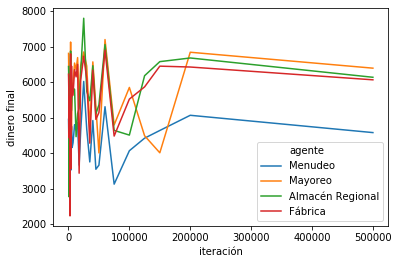 8000
7000
6000
5000
4000
3000
2000
dinero final
agente
Menudeo
Mayoreo
Almacén Regional
Fábrica
0 100000 200000 300000 400000 500000
iteración